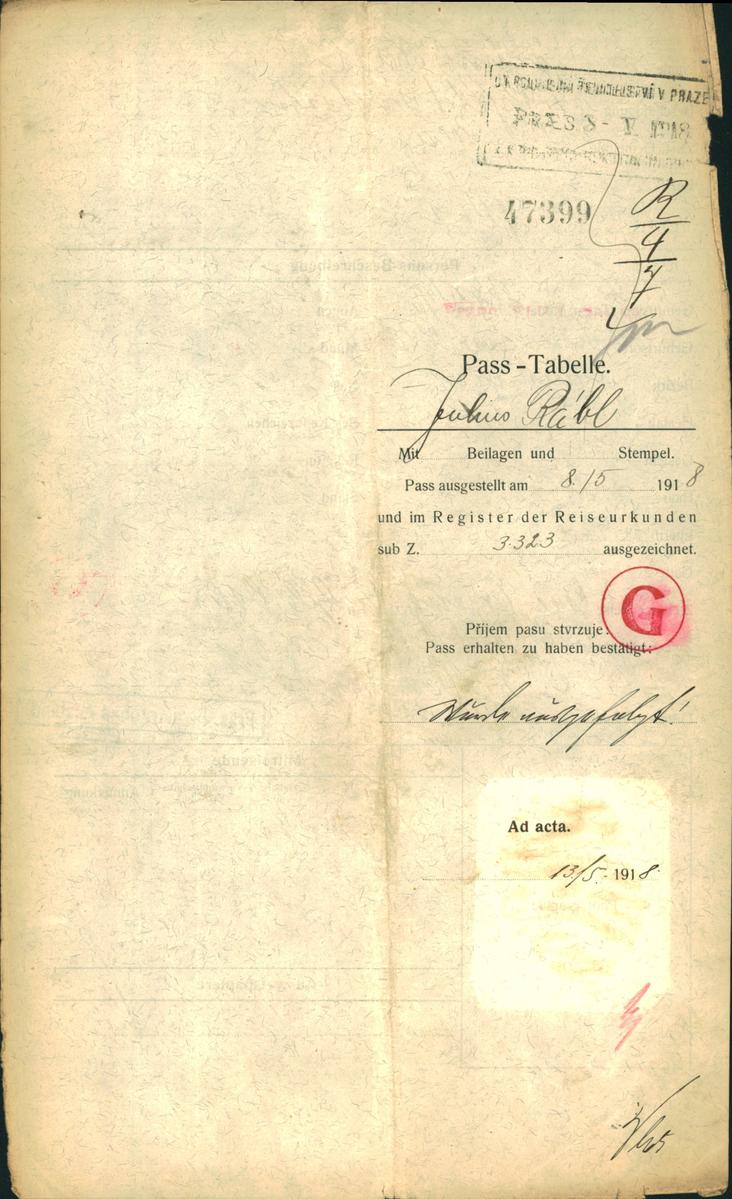 V PRAZE
47399
R
4
7
Pass-Tabelle.
Julius Rábl
Mit Beilagen und Stempel.
Pass ausgestellt am 8./5 1918
und im Register der Reiseurkunden
sub Z. 3323 ausgezeichnet.
G
Příjem pasu stvrzuje:
Pass erhalten zu haben bestätigt:
Wurde ausgefolgt!
Ad acta.
13./5. 1918.